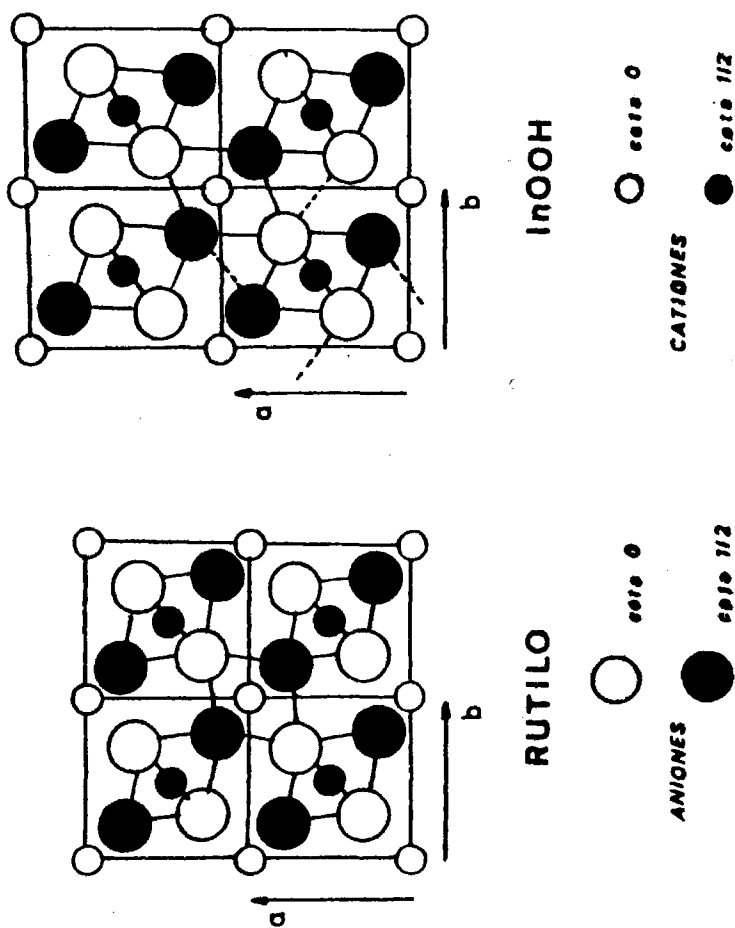 a
a
b
b
RUTILO
InOOH
cota 0
cota 0
ANIONES
CATIONES
cota 1/2
cota 1/2